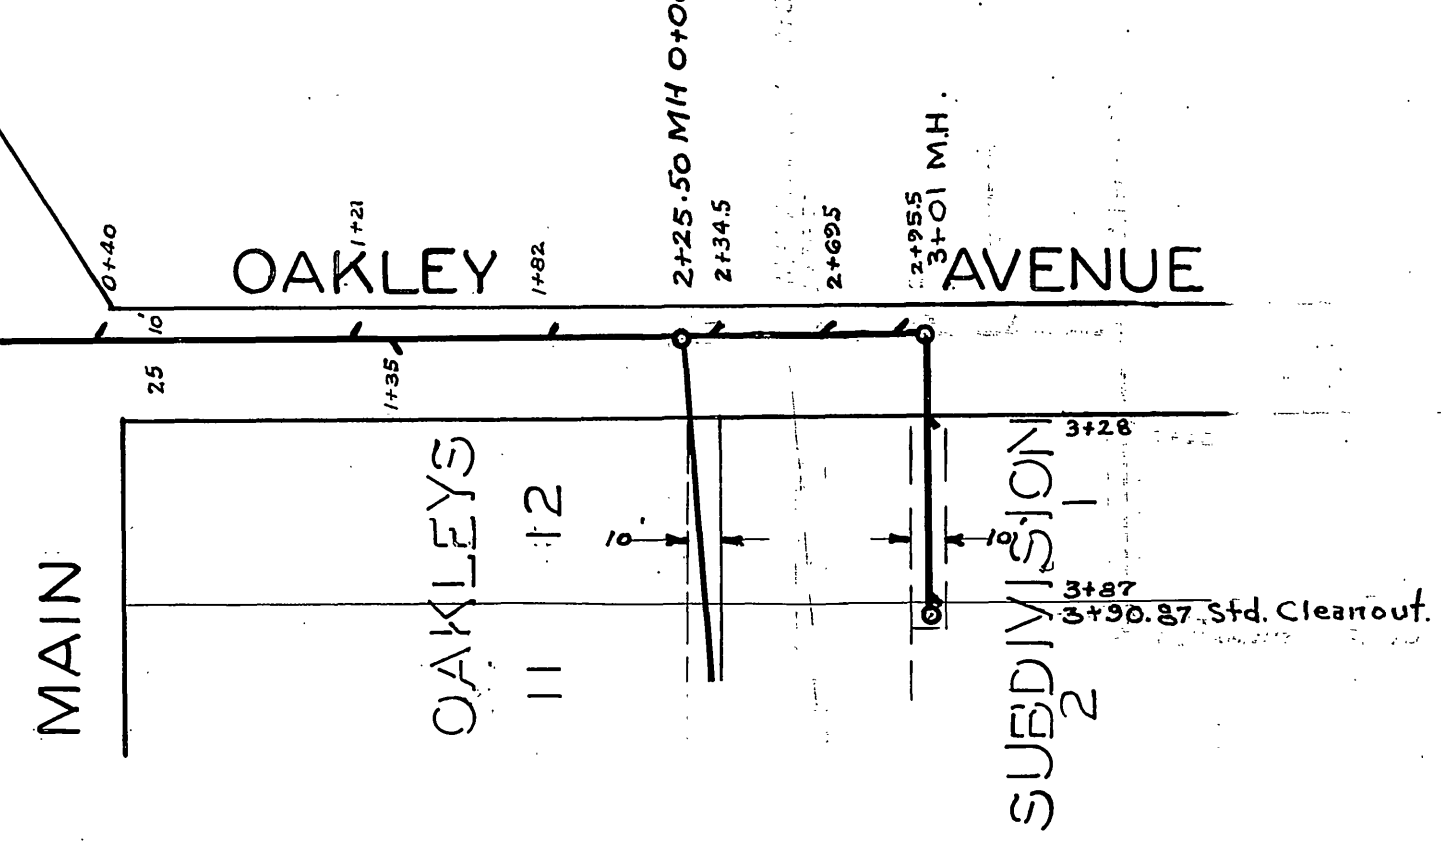 2+25.50 MH 0+00
3+01 M.H.
0+40
1+21
1+82
2+34.5
2+69.5
2+95.5
OAKLEY AVENUE
10'
25
1+35
3+28
OAKLEYS SUBDIVISION
12
1
10'
10'
3+87
3+90.87 Std. Cleanout.
11
2
MAIN